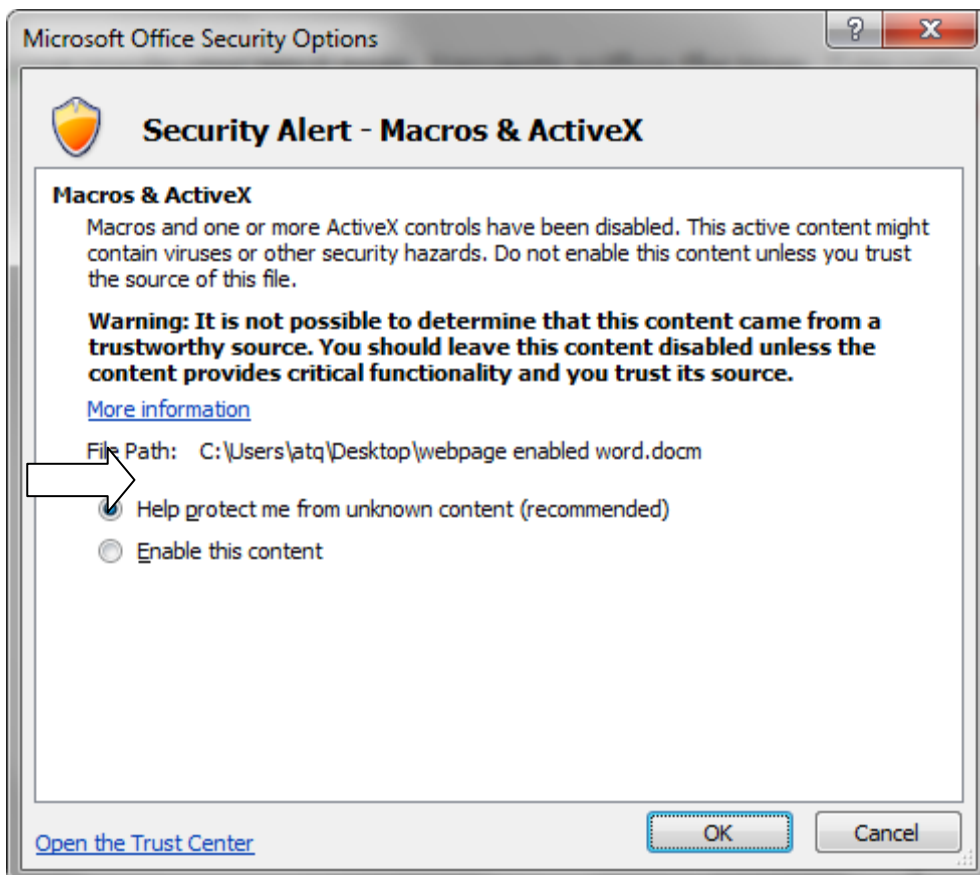 Microsoft Office Security Options
Security Alert - Macros & ActiveX
Macros & ActiveX
Macros and one or more ActiveX controls have been disabled. This active content might
contain viruses or other security hazards. Do not enable this content unless you trust
the source of this file.
Warning: It is not possible to determine that this content came from a
trustworthy source. You should leave this content disabled unless the
content provides critical functionality and you trust its source.
More information
File Path: C:\Users\atq\Desktop\webpage enabled word.docm
Help protect me from unknown content (recommended)
Enable this content
Open the Trust Center
OK
Cancel